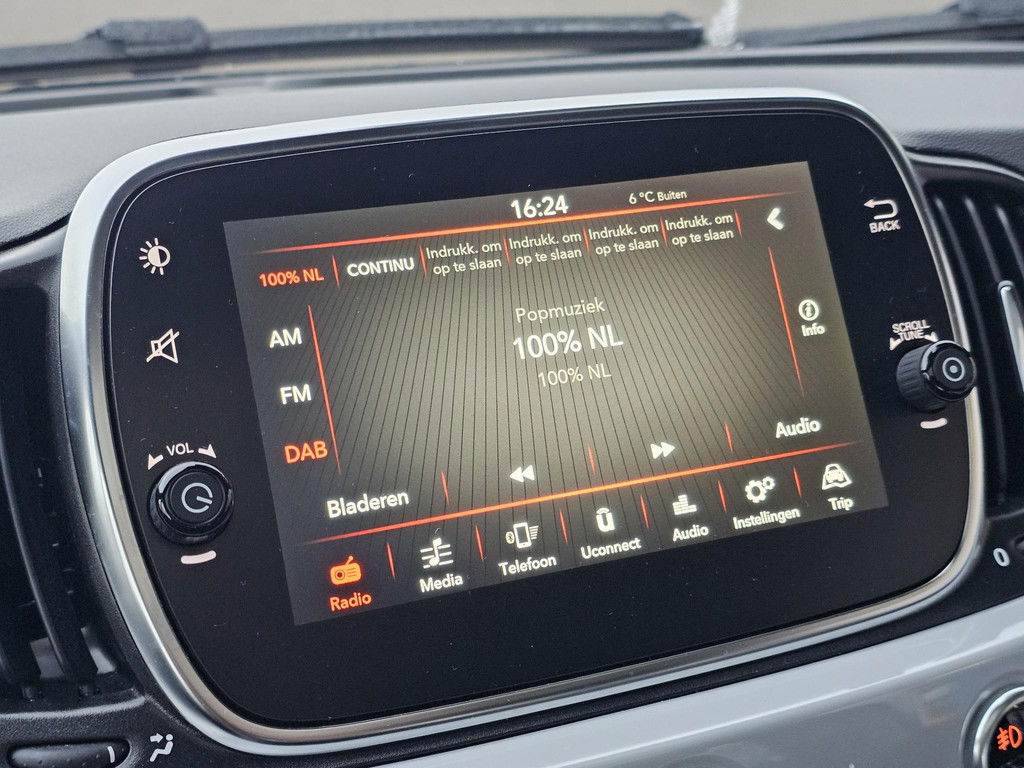 16:24
6 °C Buiten
100% NL
CONTINU
Indrukk. om
op te slaan
Indrukk. om
op te slaan
Indrukk. om
op te slaan
Indrukk. om
op te slaan
BACK
AM
FM
DAB
Popmuziek
100% NL
100% NL
Info
SCROLL
TUNE
VOL
Bladeren
Audio
Radio
Media
Telefoon
Uconnect
Audio
Instellingen
Trip
0